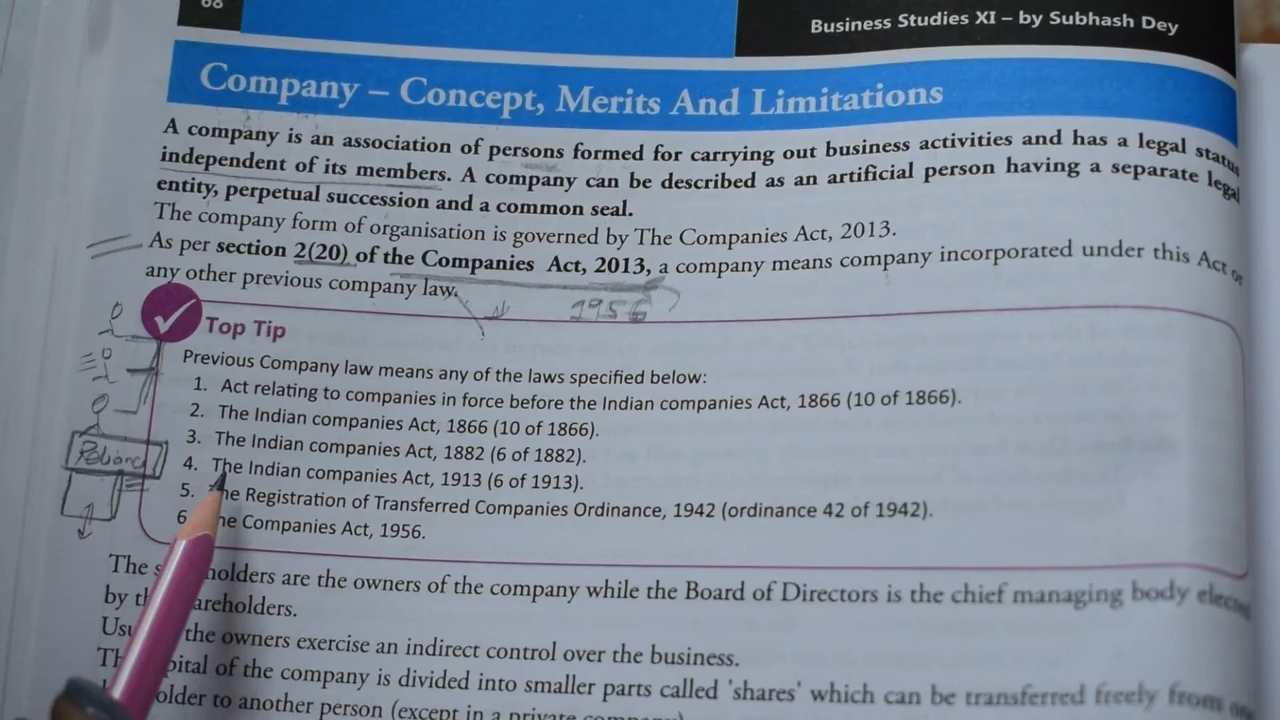 68
Business Studies XI – by Subhash Dey
Company – Concept, Merits And Limitations
A company is an association of persons formed for carrying out business activities and has a legal status
independent of its members. A company can be described as an artificial person having a separate legal
entity, perpetual succession and a common seal.
The company form of organisation is governed by The Companies Act, 2013.
As per section 2(20) of the Companies Act, 2013, a company means company incorporated under this Act or
any other previous company law.
1956
Top Tip
Previous Company law means any of the laws specified below:
1. Act relating to companies in force before the Indian companies Act, 1866 (10 of 1866).
2. The Indian companies Act, 1866 (10 of 1866).
3. The Indian companies Act, 1882 (6 of 1882).
4. The Indian companies Act, 1913 (6 of 1913).
5. he Registration of Transferred Companies Ordinance, 1942 (ordinance 42 of 1942).
6 he Companies Act, 1956.
Reliance
The s holders are the owners of the company while the Board of Directors is the chief managing body elected
by th areholders.
Usu the owners exercise an indirect control over the business.
Th pital of the company is divided into smaller parts called 'shares' which can be transferred freely from one
older to another person (except in a private company)